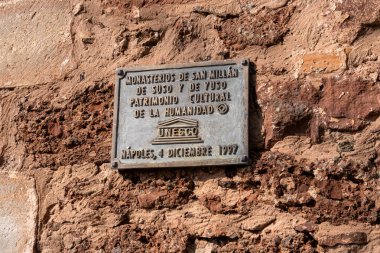 MONASTERIOS DE SAN MILLÁN
DE SUSO Y DE YUSO
PATRIMONIO CULTURAL
DE LA HUMANIDAD
UNESCO
NÁPOLES, 4 DICIEMBRE 1997